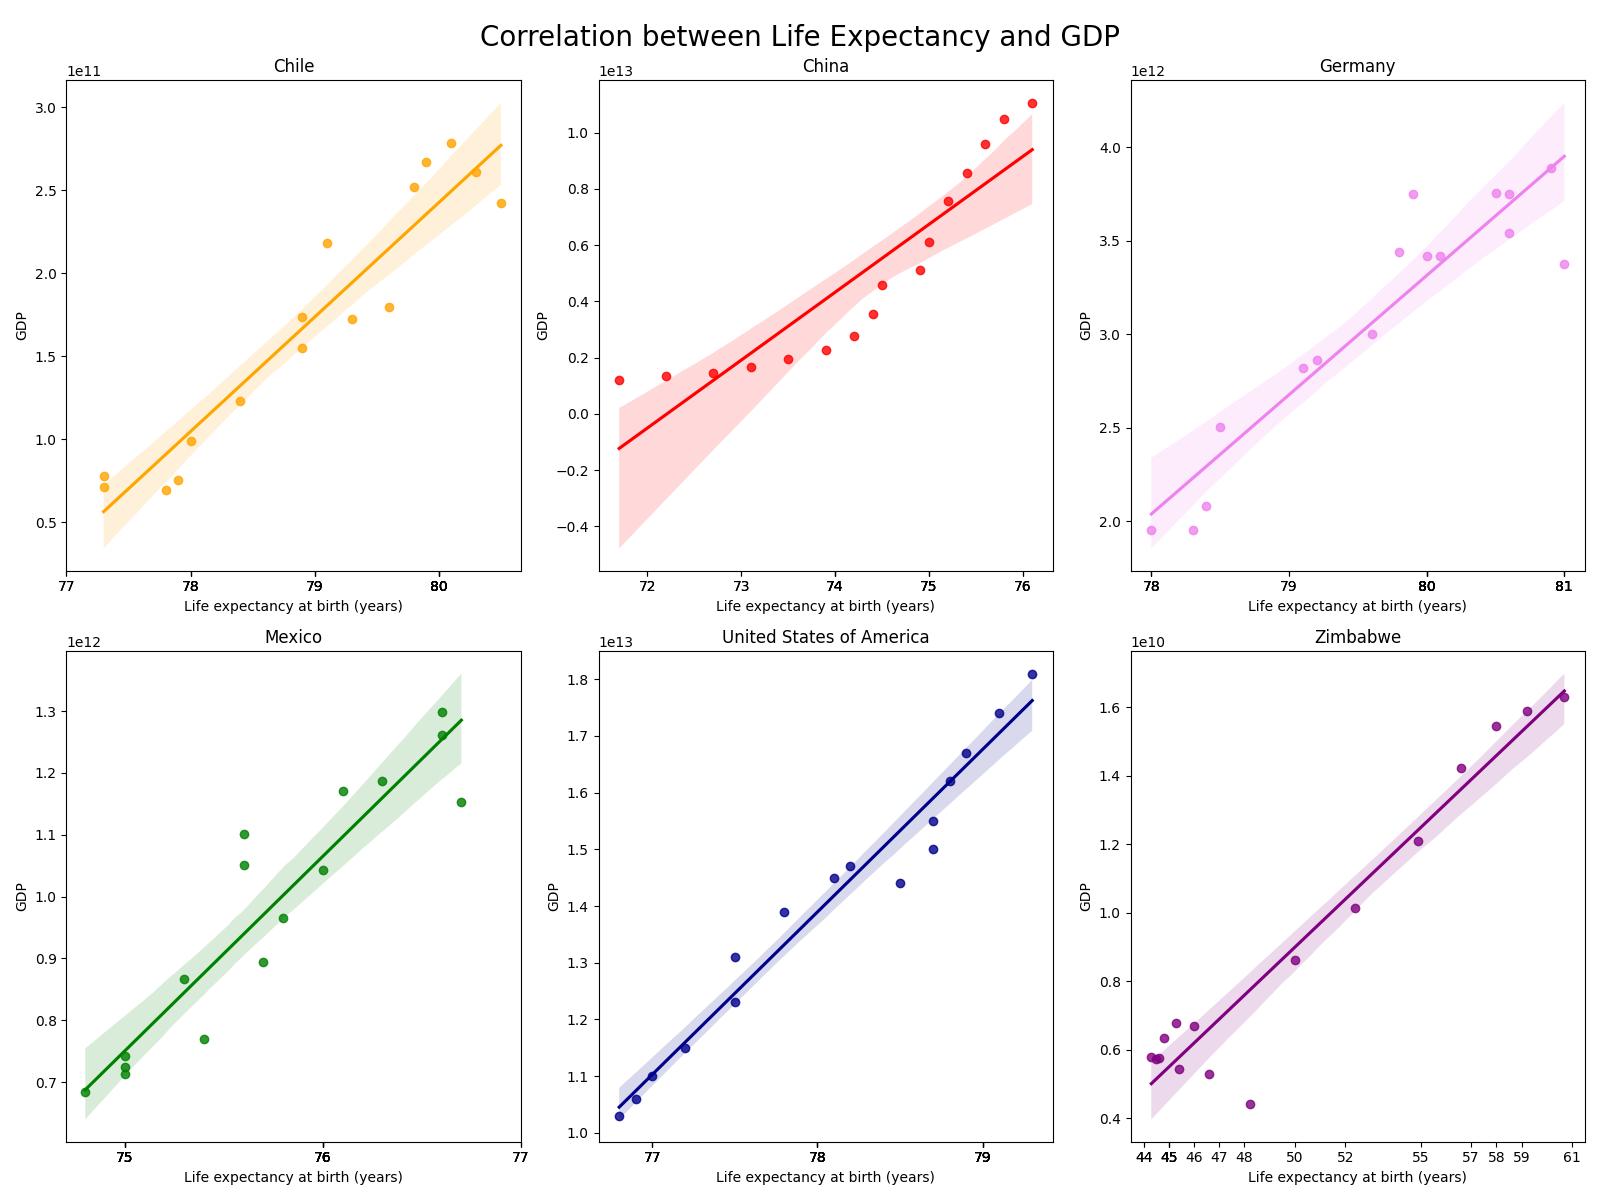 Correlation between Life Expectancy and GDP
Chile
1e11
3.0
2.5
2.0
1.5
1.0
0.5
GDP
77 78 79 80
Life expectancy at birth (years)
China
1e13
1.0
0.8
0.6
0.4
0.2
0.0
−0.2
−0.4
GDP
72 73 74 75 76
Life expectancy at birth (years)
Germany
1e12
4.0
3.5
3.0
2.5
2.0
GDP
78 79 80 81
Life expectancy at birth (years)
Mexico
1e12
1.3
1.2
1.1
1.0
0.9
0.8
0.7
GDP
75 76 77
Life expectancy at birth (years)
United States of America
1e13
1.8
1.7
1.6
1.5
1.4
1.3
1.2
1.1
1.0
GDP
77 78 79
Life expectancy at birth (years)
Zimbabwe
1e10
1.6
1.4
1.2
1.0
0.8
0.6
0.4
GDP
44 45 46 47 48 50 52 55 57 58 59 61
Life expectancy at birth (years)